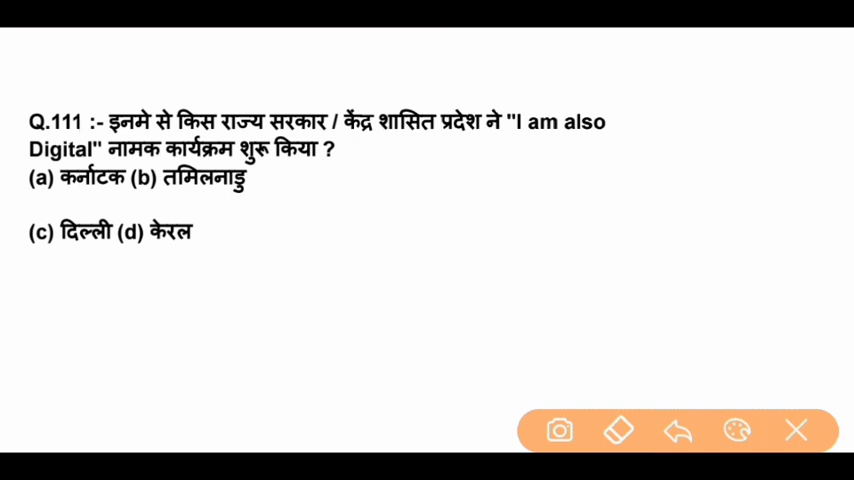 Q.111 :- इनमे से किस राज्य सरकार / केंद्र शासित प्रदेश ने "I am also
Digital" नामक कार्यक्रम शुरू किया ?
(a) कर्नाटक (b) तमिलनाडु
(c) दिल्ली (d) केरल